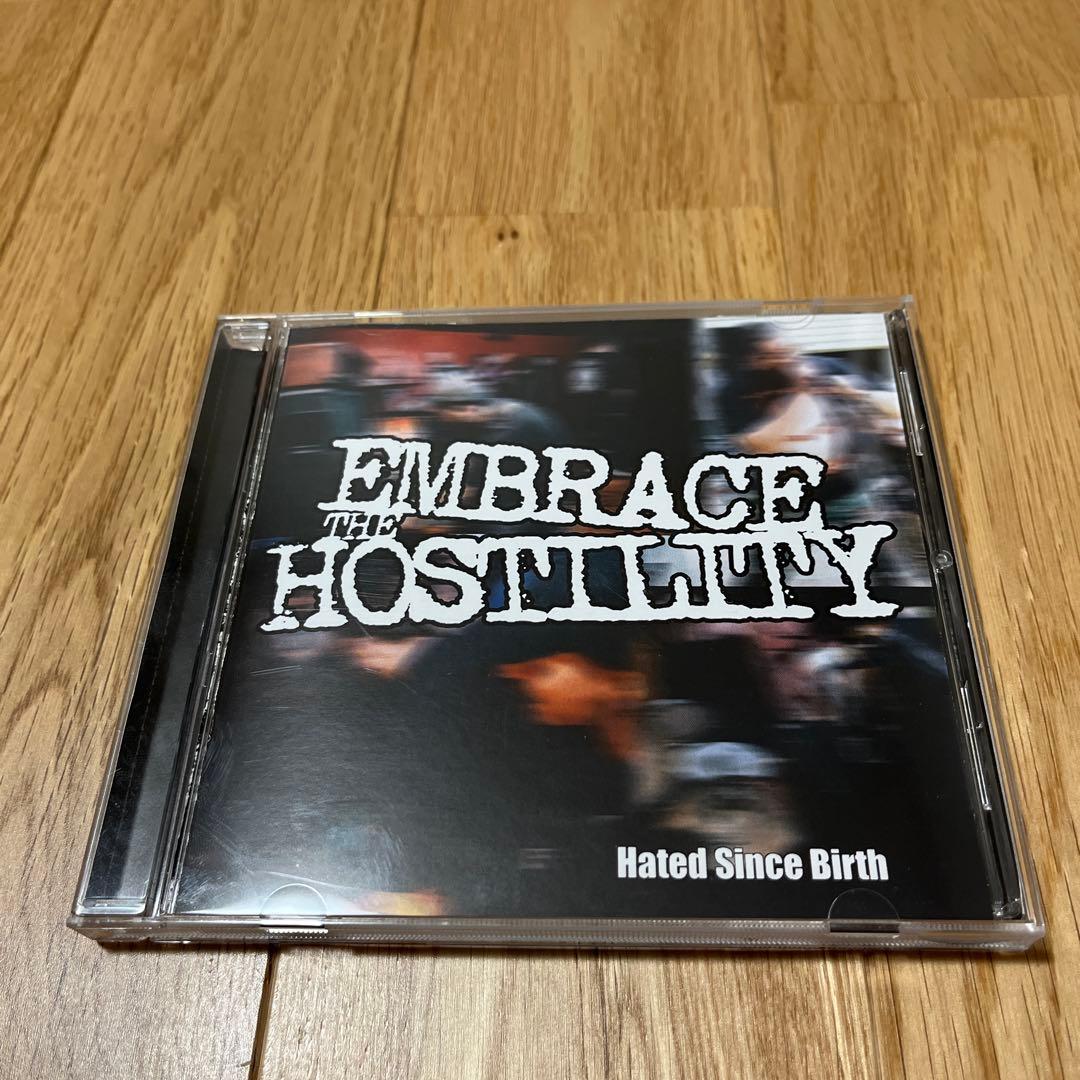 EMBRACE
THE
HOSTILITY
Hated Since Birth